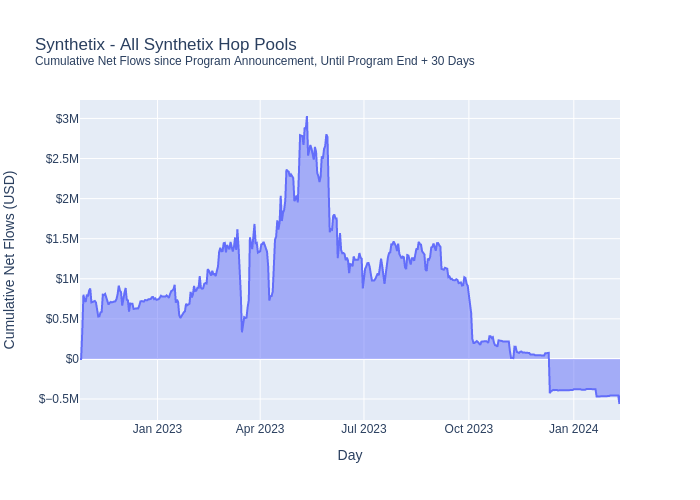 Synthetix - All Synthetix Hop Pools
Cumulative Net Flows since Program Announcement, Until Program End + 30 Days
Cumulative Net Flows (USD)
$3M
$2.5M
$2M
$1.5M
$1M
$0.5M
$0
$−0.5M
Jan 2023
Apr 2023
Jul 2023
Oct 2023
Jan 2024
Day